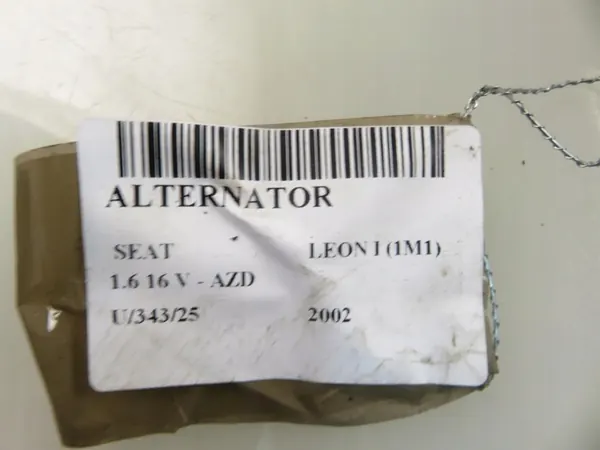 ALTERNATOR
SEAT LEON I (1M1)
1.6 16 V - AZD
U/343/25 2002